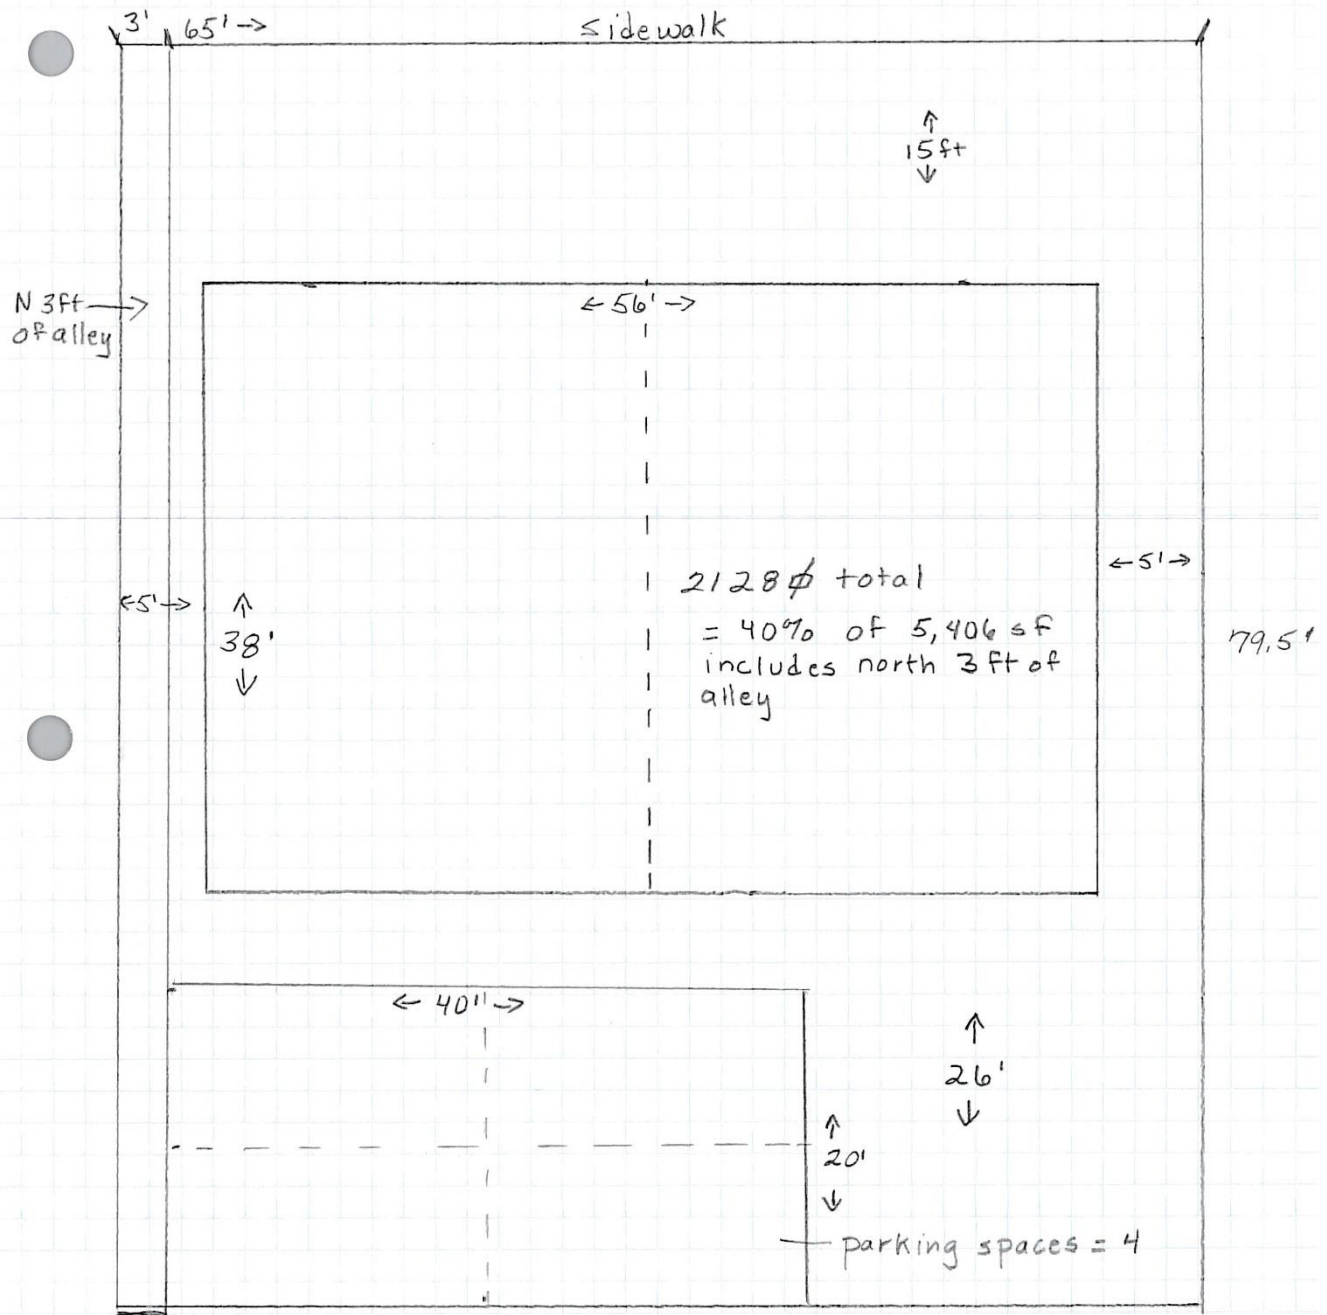 3' 65' → Sidewalk
↑
15ft
↓
N 3ft →
of alley
← 56' →
← 5' →
← 5' →
↑
38'
↓
2128 ⌀ total
= 40% of 5,406 sf
includes north 3 ft of
alley
79.5'
← 40" →
↑
26'
↓
↑
20'
↓
parking spaces = 4